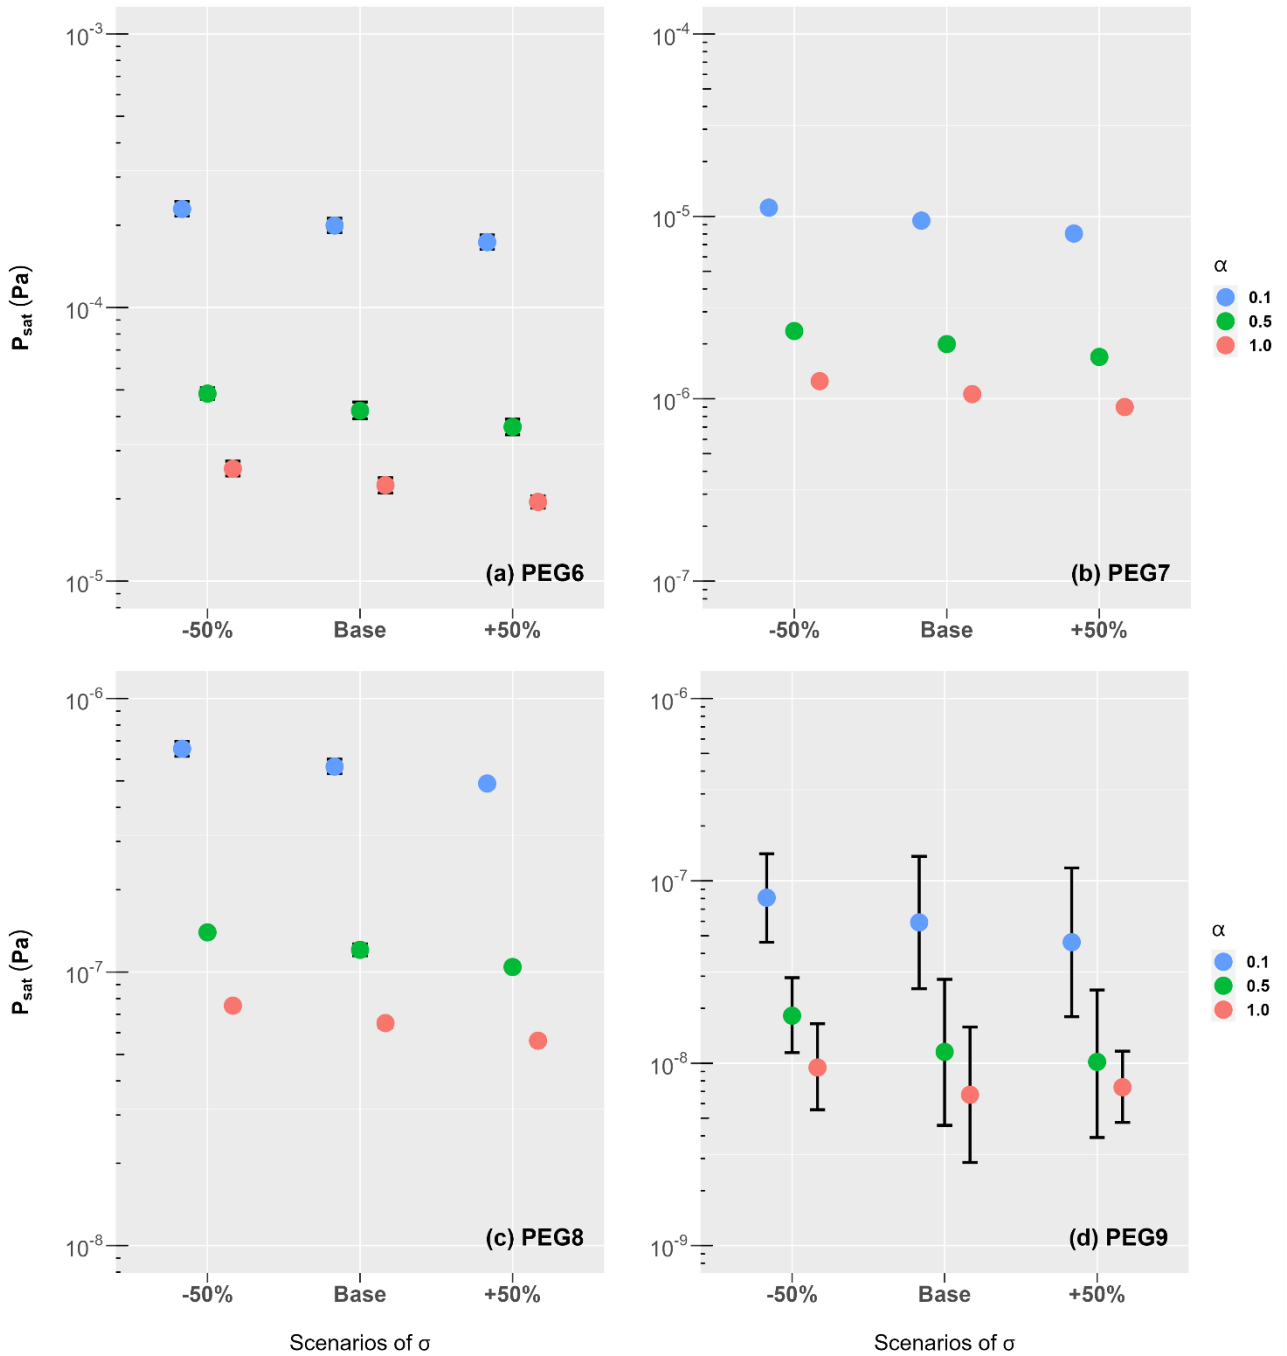 10-3
10-4
10-5
Psat (Pa)
-50% Base +50%
(a) PEG6
10-4
10-5
10-6
10-7
-50% Base +50%
(b) PEG7
α
0.1
0.5
1.0
10-6
10-7
10-8
Psat (Pa)
-50% Base +50%
(c) PEG8
Scenarios of σ
10-6
10-7
10-8
10-9
-50% Base +50%
(d) PEG9
Scenarios of σ
α
0.1
0.5
1.0